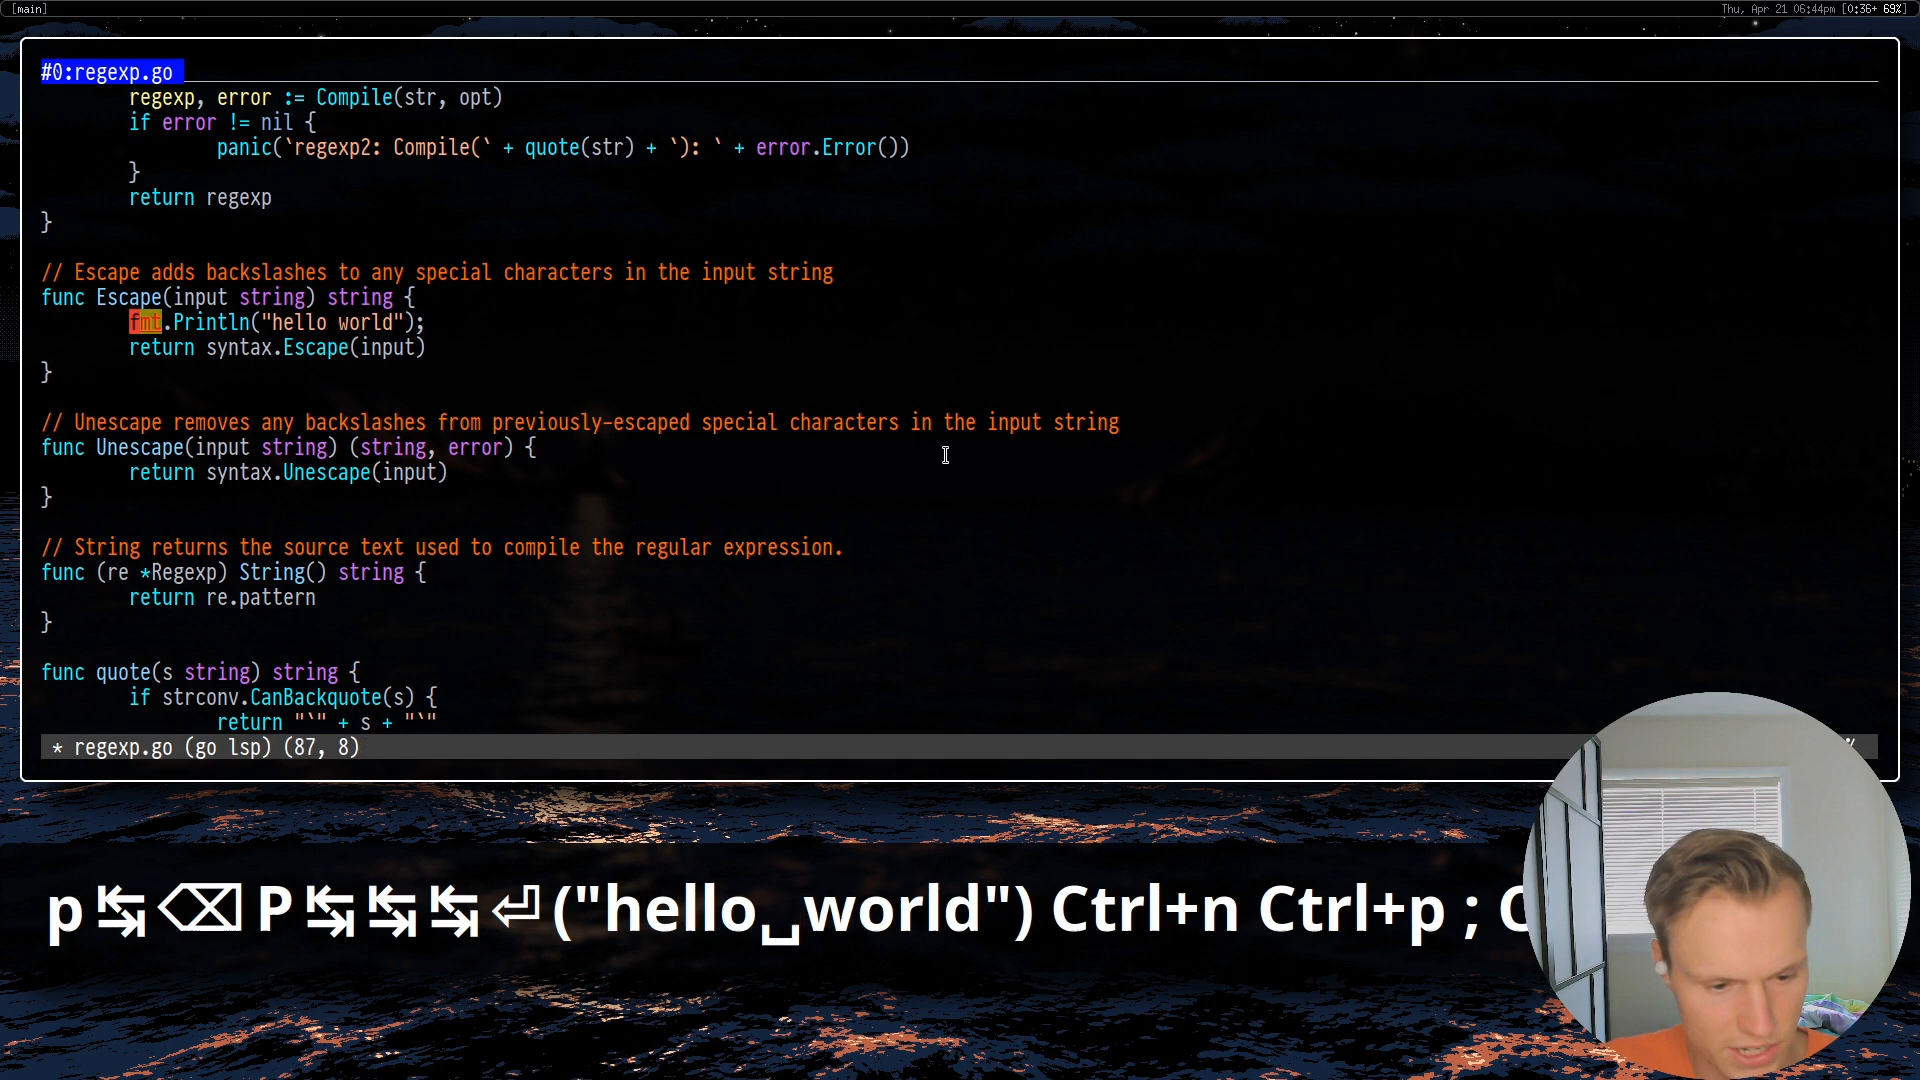 [main]
Thu, Apr 21 06:44pm [0:36+ 69%]
#0:regexp.go
regexp, error := Compile(str, opt)
if error != nil {
panic(`regexp2: Compile(` + quote(str) + `): ` + error.Error())
}
return regexp
}
// Escape adds backslashes to any special characters in the input string
func Escape(input string) string {
fmt.Println("hello world");
return syntax.Escape(input)
}
// Unescape removes any backslashes from previously-escaped special characters in the input string
func Unescape(input string) (string, error) {
return syntax.Unescape(input)
}
// String returns the source text used to compile the regular expression.
func (re *Regexp) String() string {
return re.pattern
}
func quote(s string) string {
if strconv.CanBackquote(s) {
return "`" + s + "`"
* regexp.go (go lsp) (87, 8)
p ↹ ⌫ P ↹ ↹ ↹ ⏎ ("hello␣world") Ctrl+n Ctrl+p ;